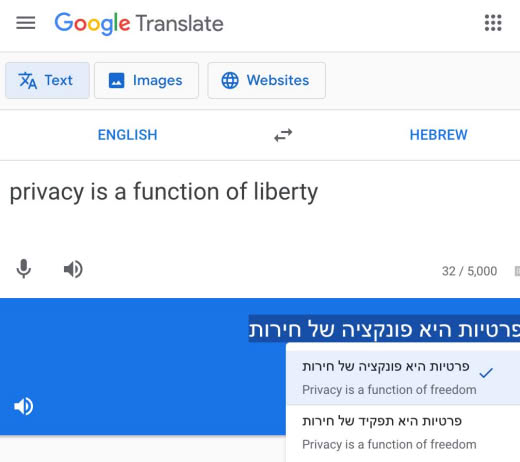 Google Translate
Text Images Websites
ENGLISH HEBREW
privacy is a function of liberty
32 / 5,000
פרטיות היא פונקציה של חירות
פרטיות היא פונקציה של חירות
Privacy is a function of freedom
פרטיות היא תפקיד של חירות
Privacy is a function of freedom